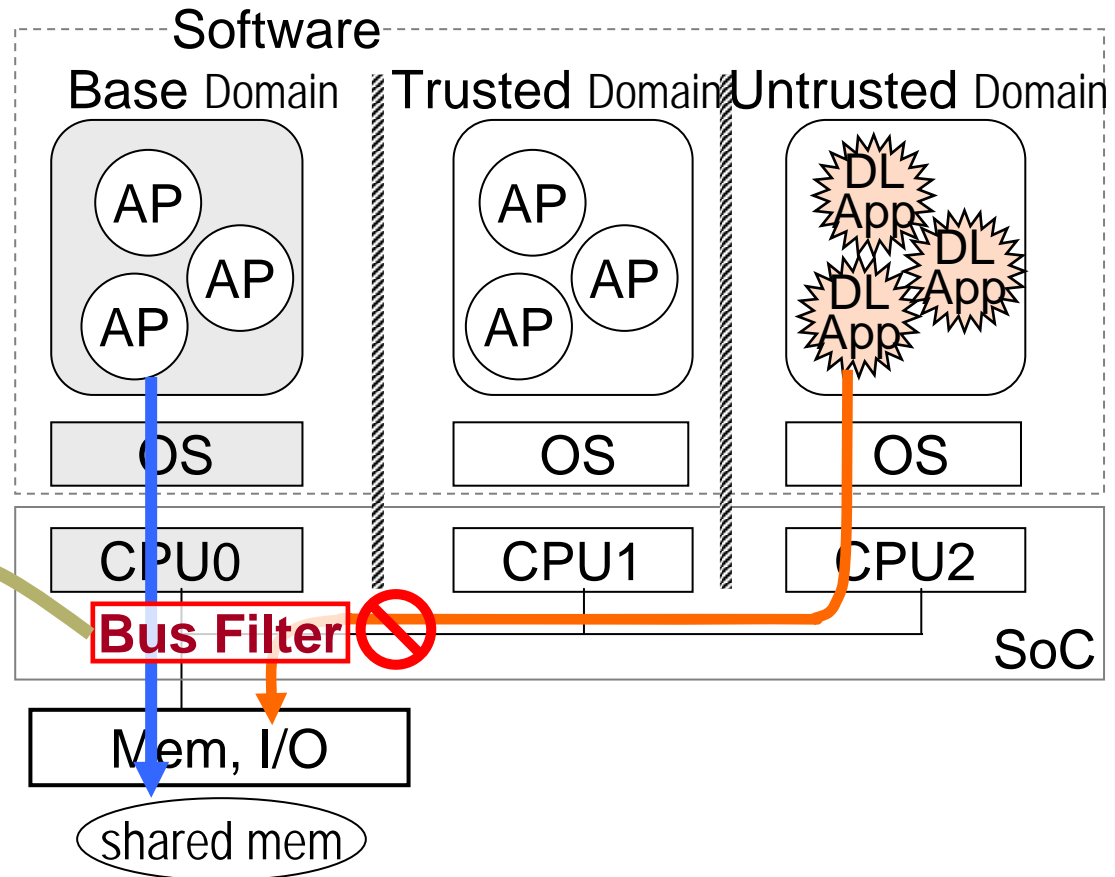 Software
Base Domain
Trusted Domain
Untrusted Domain
AP
AP
AP
AP
AP
AP
DL
App
DL
App
DL
App
OS
OS
OS
CPU0
CPU1
CPU2
Bus Filter
SoC
Mem, I/O
shared mem